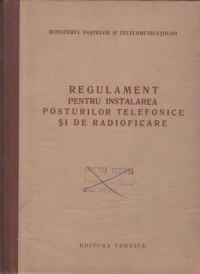 MINISTERUL POȘTELOR ȘI TELECOMUNICAȚIILOR
REGULAMENT
PENTRU INSTALAREA
POSTURILOR TELEFONICE
ȘI DE RADIOFICARE
EDITURA TEHNICĂ